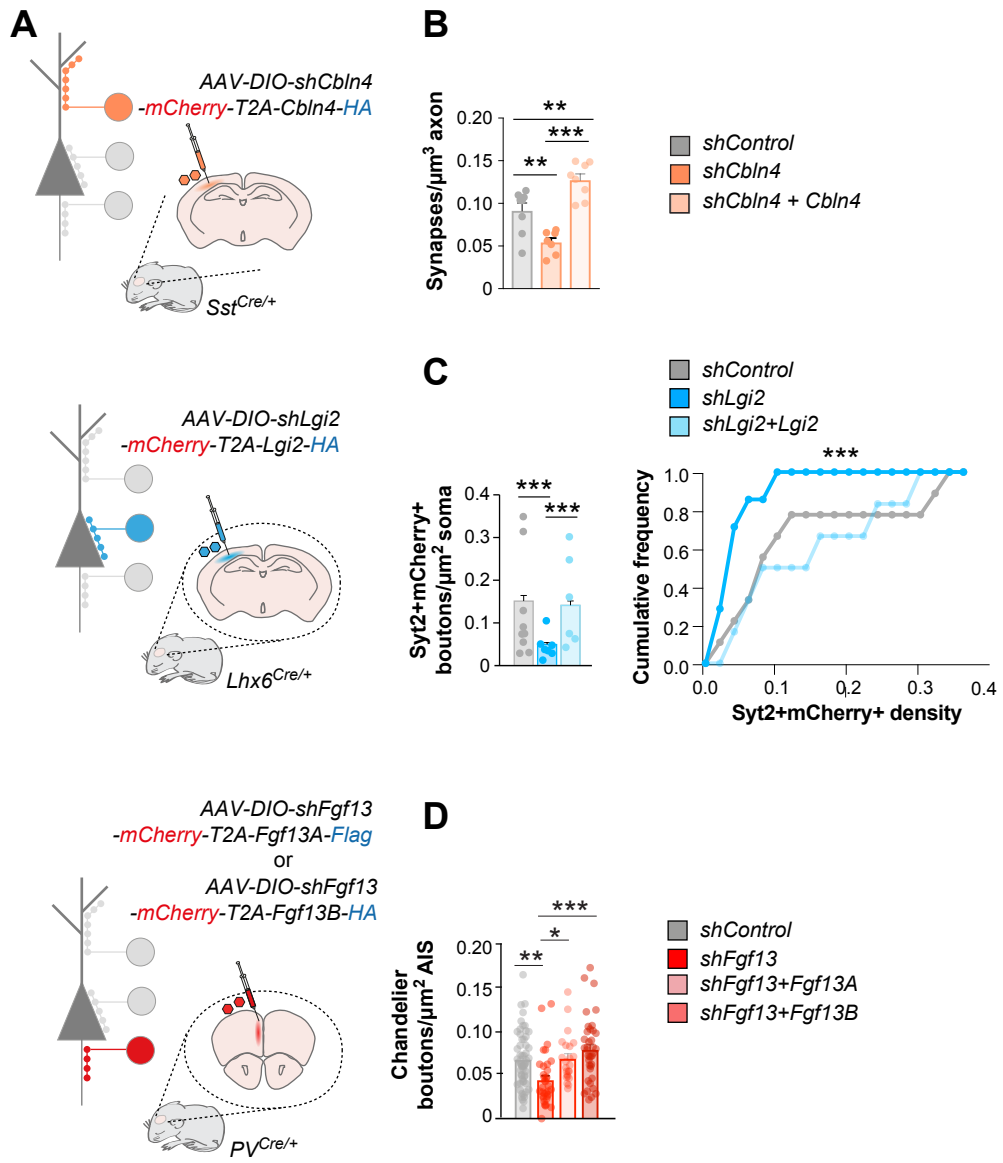 A
AAV-DIO-shCbln4
-mCherry-T2A-Cbln4-HA
Sst^Cre/+
B
Synapses/µm³ axon
0.20
0.15
0.10
0.05
0
**
***
**
shControl
shCbln4
shCbln4 + Cbln4
AAV-DIO-shLgi2
-mCherry-T2A-Lgi2-HA
Lhx6^Cre/+
C
Syt2+mCherry+
boutons/µm² soma
0.4
0.3
0.2
0.1
0
***
***
shControl
shLgi2
shLgi2+Lgi2
***
Cumulative frequency
1.0
0.8
0.6
0.4
0.2
0.0
0.0 0.1 0.2 0.3 0.4
Syt2+mCherry+ density
AAV-DIO-shFgf13
-mCherry-T2A-Fgf13A-Flag
or
AAV-DIO-shFgf13
-mCherry-T2A-Fgf13B-HA
PV^Cre/+
D
Chandelier
boutons/µm² AIS
0.20
0.15
0.10
0.05
0
***
*
**
shControl
shFgf13
shFgf13+Fgf13A
shFgf13+Fgf13B